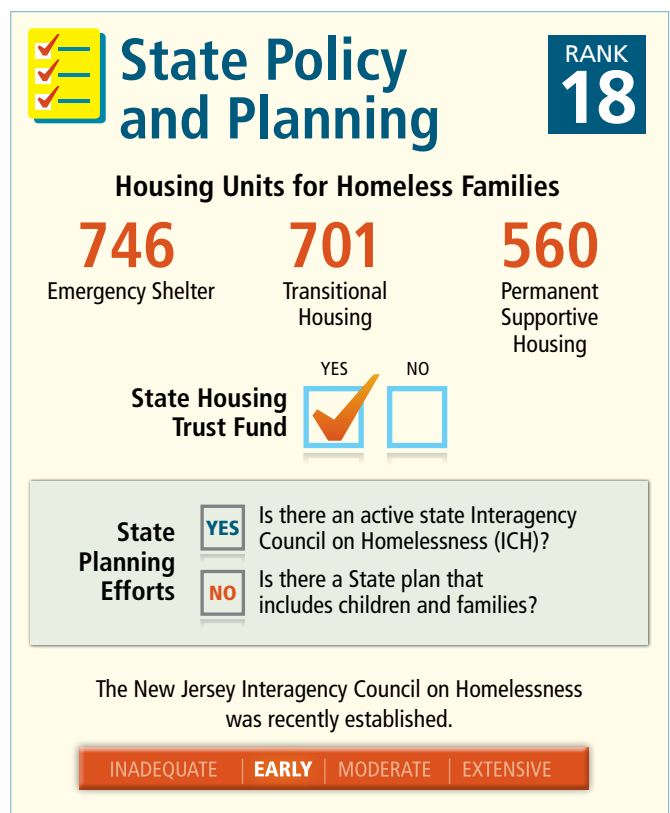 State Policy
and Planning
RANK
18
Housing Units for Homeless Families
746
Emergency Shelter
701
Transitional
Housing
560
Permanent
Supportive
Housing
YES
NO
State Housing
Trust Fund
State
Planning
Efforts
YES
Is there an active state Interagency
Council on Homelessness (ICH)?
NO
Is there a State plan that
includes children and families?
The New Jersey Interagency Council on Homelessness
was recently established.
INADEQUATE | EARLY | MODERATE | EXTENSIVE